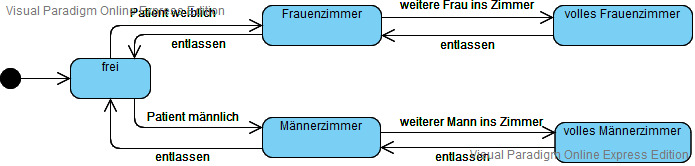 Visual Paradigm Online Express Edition
Patient weiblich
Frauenzimmer
weitere Frau ins Zimmer
volles Frauenzimmer
entlassen
entlassen
frei
Patient männlich
Männerzimmer
weiterer Mann ins Zimmer
volles Männerzimmer
entlassen
entlassen
Visual Paradigm Online Express Edition